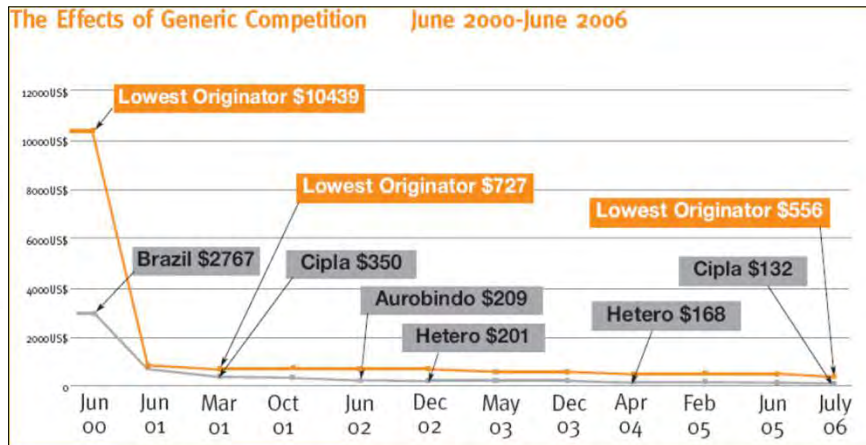 The Effects of Generic Competition June 2000-June 2006
12000US$
Lowest Originator $10439
10000US$
8000US$
Lowest Originator $727
Lowest Originator $556
6000US$
Brazil $2767
Cipla $350
Cipla $132
4000US$
Aurobindo $209
Hetero $168
2000US$
Hetero $201
0
Jun Jun Mar Oct Jun Dec May Dec Apr Feb Jun July
00 01 01 01 02 02 03 03 04 05 05 06